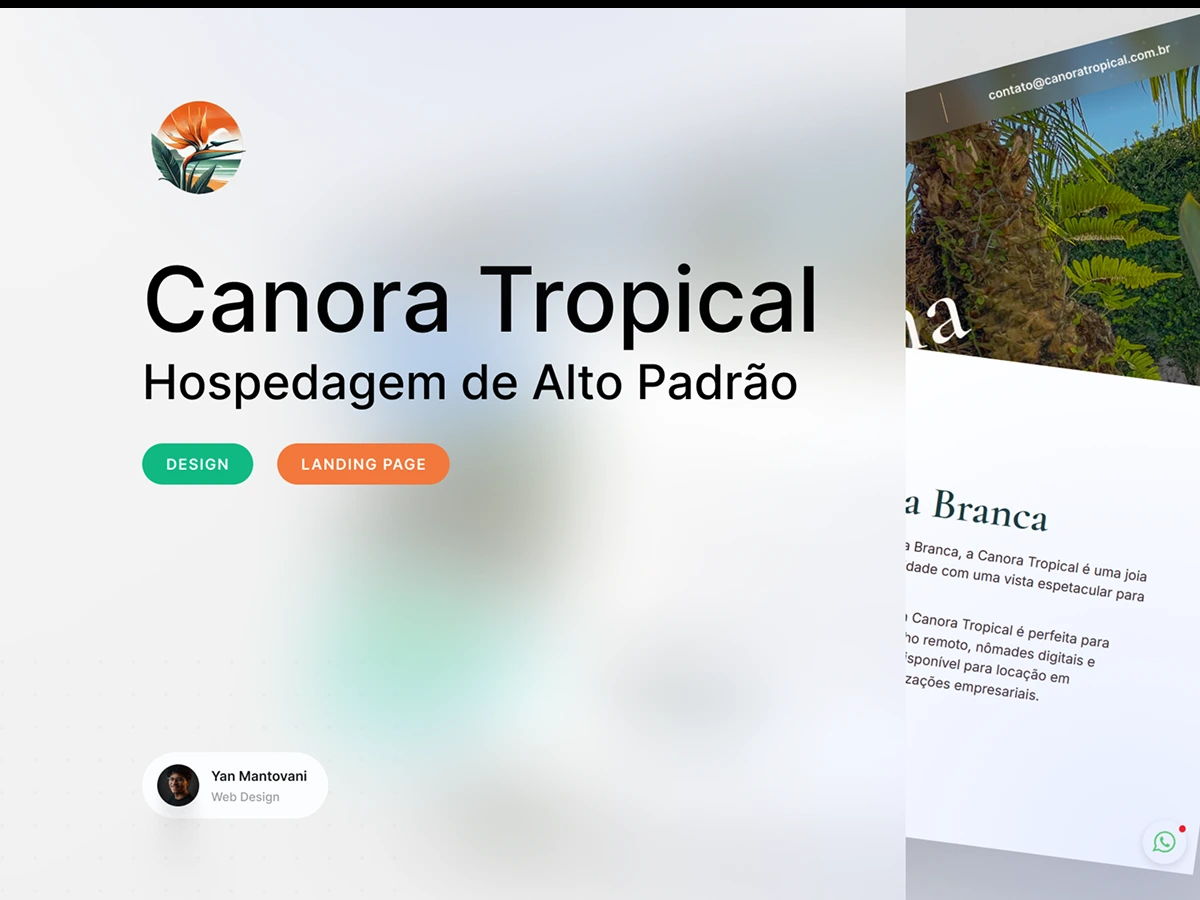 Canora Tropical
Hospedagem de Alto Padrão
DESIGN
LANDING PAGE
Yan Mantovani
Web Design
contato@canoratropical.com.br
na
a Branca
a Branca, a Canora Tropical é uma joia
dade com uma vista espetacular para
Canora Tropical é perfeita para
ho remoto, nômades digitais e
isponível para locação em
zações empresariais.